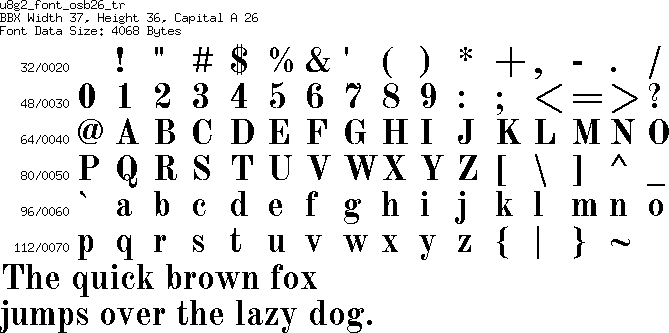 u8g2_font_osb26_tr
BBX Width 37, Height 36, Capital A 26
Font Data Size: 4068 Bytes
32/0020 ! " # $ % & ' ( ) * + , - . /
48/0030 0 1 2 3 4 5 6 7 8 9 : ; < = > ?
64/0040 @ A B C D E F G H I J K L M N O
80/0050 P Q R S T U V W X Y Z [ \ ] ^ _
96/0060 ` a b c d e f g h i j k l m n o
112/0070 p q r s t u v w x y z { | } ~
The quick brown fox
jumps over the lazy dog.